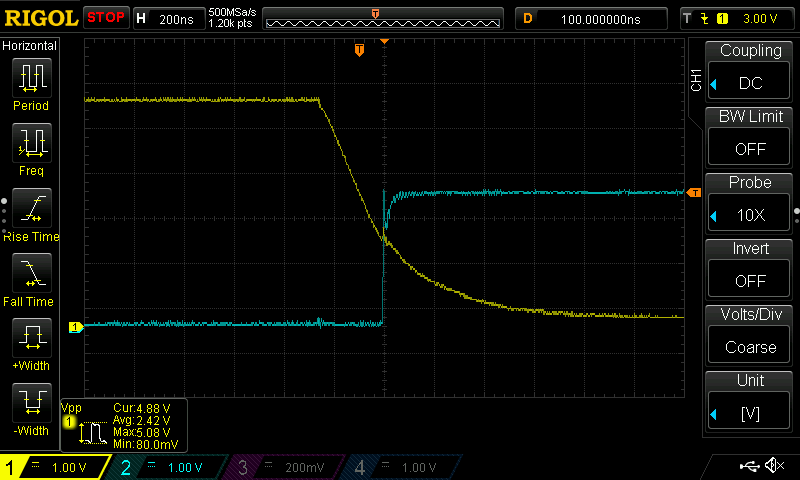 RIGOL STOP H 200ns 500MSa/s
1.20k pts
T
D 100.000000ns
T 1 3.00 V
Horizontal
Period
Freq
Rise Time
Fall Time
+Width
-Width
T
T
1
CH1
Coupling
DC
BW Limit
OFF
Probe
10X
Invert
OFF
Volts/Div
Coarse
Unit
[V]
Vpp
1
Cur:4.88 V
Avg:2.42 V
Max:5.08 V
Min:80.0mV
1 = 1.00 V
2 = 1.00 V
3 = 200mV
4 = 1.00 V